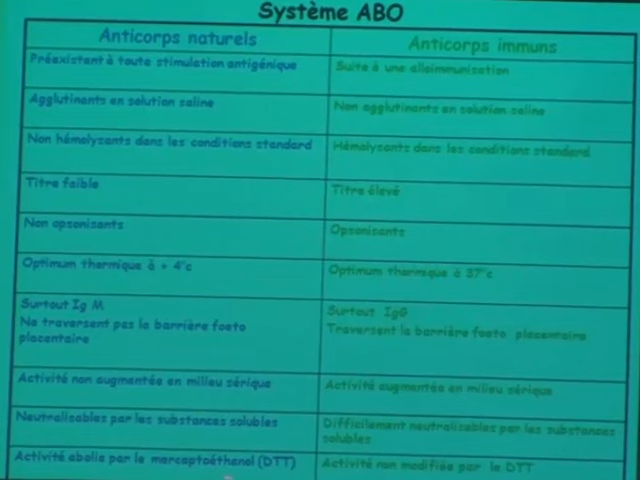 Système ABO
Anticorps naturels
Anticorps immuns
Préexistant à toute stimulation antigénique
Suite à une alloimmunisation
Agglutinants en solution saline
Non agglutinants en solution saline
Non hémolysants dans les conditions standard
Hémolysants dans les conditions standard
Titre faible
Titre élevé
Non opsonisants
Opsonisants
Optimum thermique à + 4°c
Optimum thermique à 37°c
Surtout Ig M
Ne traversent pas la barrière foeto
placentaire
Surtout IgG
Traversent la barrière foeto placentaire
Activité non augmentée en milieu sérique
Activité augmentée en milieu sérique
Neutralisables par les substances solubles
Difficilement neutralisables par les substances
solubles
Activité abolie par le mercaptoéthanol (DTT)
Activité non modifiée par le DTT